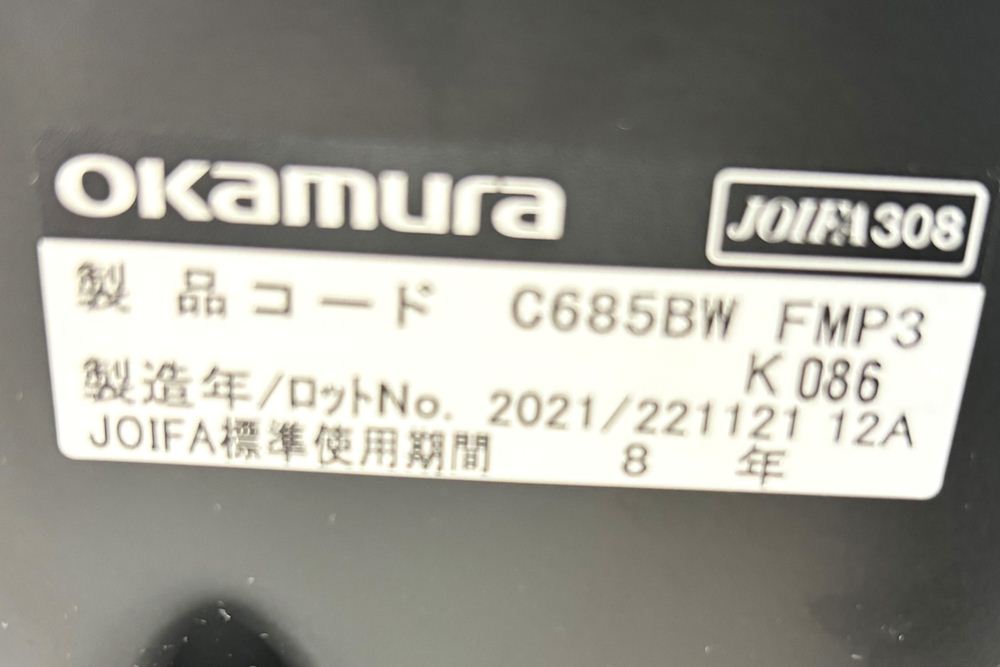 okamura
JOIFA308
製品コード C685BW FMP3
K 086
製造年/ロットNo. 2021/221121 12A
JOIFA標準使用期間 8 年